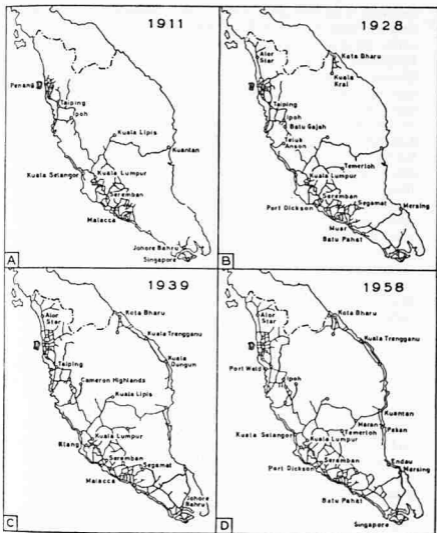 1911
Penang
Taiping
Ipoh
Kuala Lipis
Kuantan
Kuala Selangor
Kuala Lumpur
Seremban
Malacca
Johore Bahru
Singapore
A
1928
Alor Star
Kota Bharu
Kuala Krai
Taiping
Ipoh
Batu Gajah
Teluk Anson
Temerloh
Kuala Lumpur
Seremban
Segamat
Port Dickson
Mersing
Muar
Batu Pahat
B
1939
Alor Star
Kota Bharu
Kuala Trengganu
Kuala Dungun
Taiping
Cameron Highlands
Kuala Lipis
Klang
Kuala Lumpur
Seremban
Segamat
Malacca
Johore Bahru
C
1958
Alor Star
Kota Bharu
Kuala Trengganu
Port Weld
Ipoh
Kuantan
Maran
Temerloh
Pekan
Kuala Selangor
Kuala Lumpur
Seremban
Endau
Mersing
Port Dickson
Batu Pahat
Singapore
D